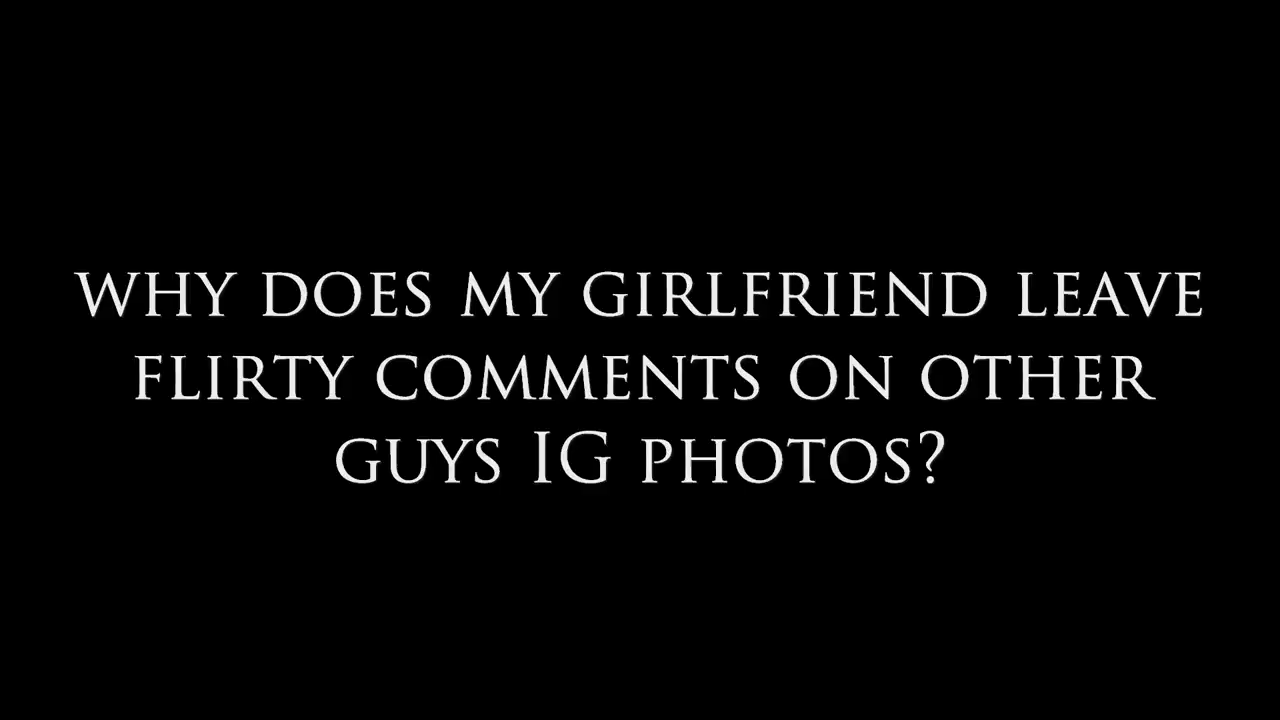 WHY DOES MY GIRLFRIEND LEAVE
FLIRTY COMMENTS ON OTHER
GUYS IG PHOTOS?